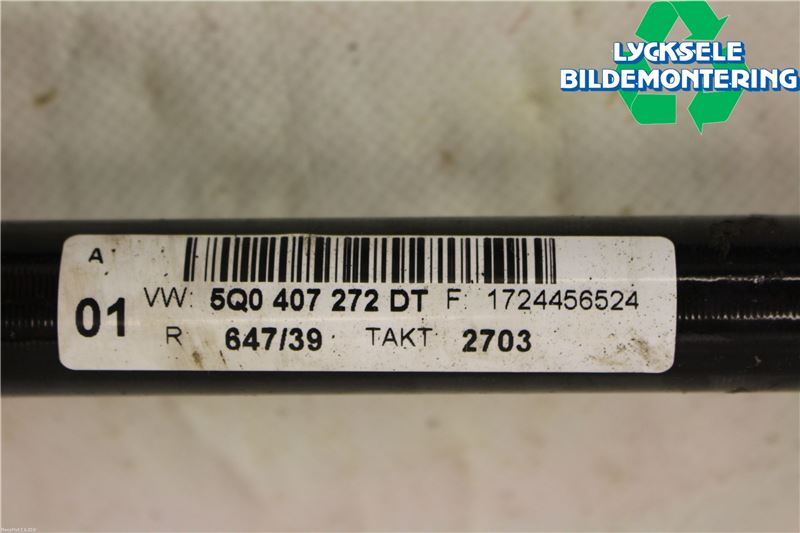 LYCKSELE
BILDEMONTERING
A
01
VW: 5Q0 407 272 DT F: 1724456524
R 647/39 TAKT 2703